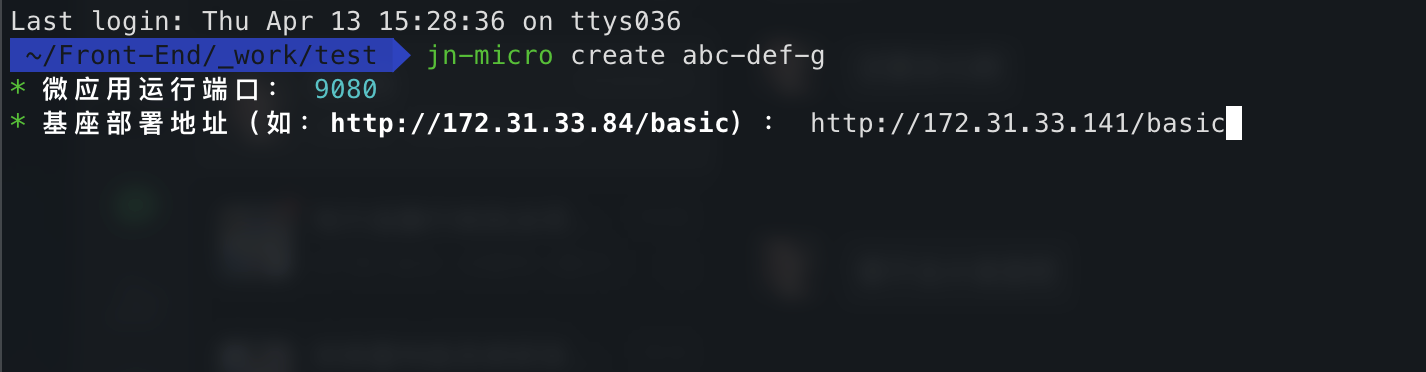 Last login: Thu Apr 13 15:28:36 on ttys036
~/Front-End/_work/test jn-micro create abc-def-g
* 微应用运行端口： 9080
* 基座部署地址（如：http://172.31.33.84/basic）： http://172.31.33.141/basic